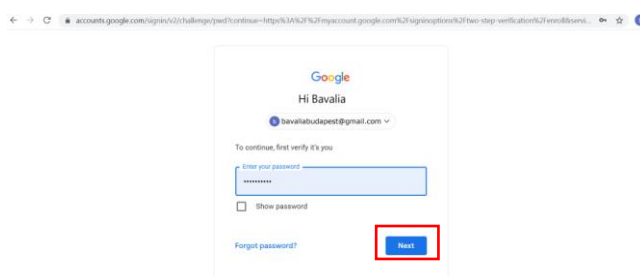 accounts.google.com/signin/v2/challenge/pwd?continue=https%3A%2F%2Fmyaccount.google.com%2Fsigninoptions%2Ftwo-step-verification%2Fenroll&servi...
Google
Hi Bavalia
b bavaliabudapest@gmail.com
To continue, first verify it's you
Enter your password
••••••••••
Show password
Forgot password? Next